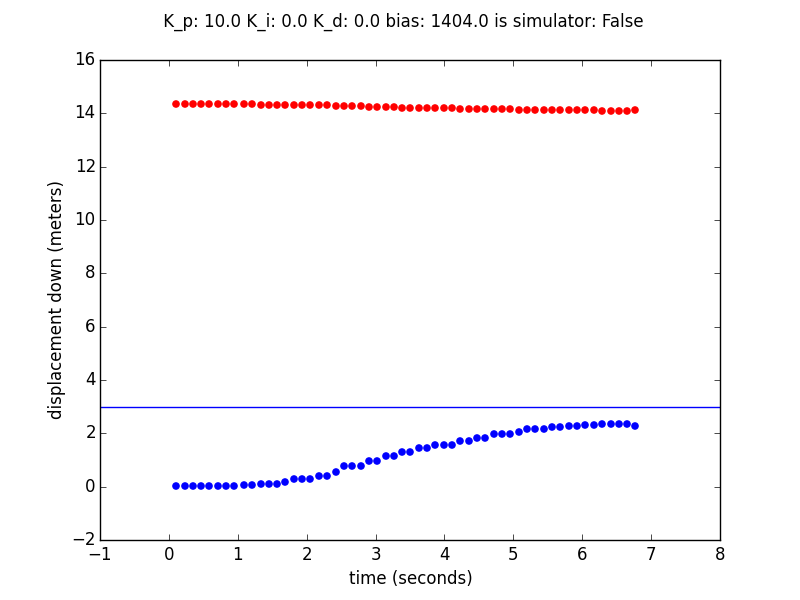 K_p: 10.0 K_i: 0.0 K_d: 0.0 bias: 1404.0 is simulator: False
16
14
12
10
8
6
4
2
0
−2
displacement down (meters)
−1 0 1 2 3 4 5 6 7 8
time (seconds)